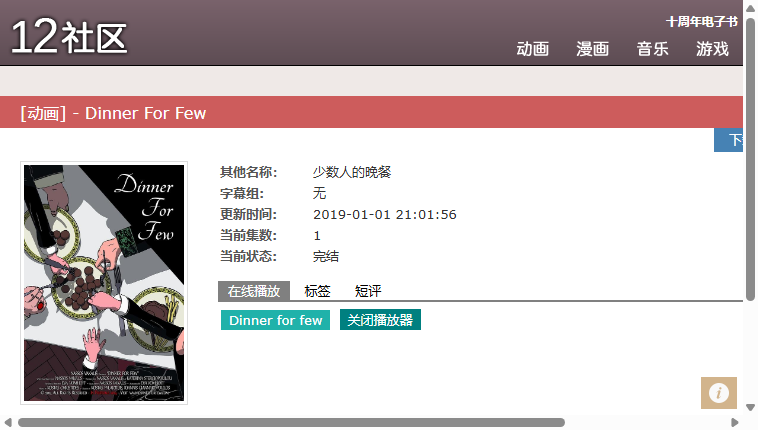 12社区
十周年电子书
动画 漫画 音乐 游戏
[动画] - Dinner For Few
Dinner
For
Few
其他名称: 少数人的晚餐
字幕组: 无
更新时间: 2019-01-01 21:01:56
当前集数: 1
当前状态: 完结
在线播放 标签 短评
Dinner for few 关闭播放器